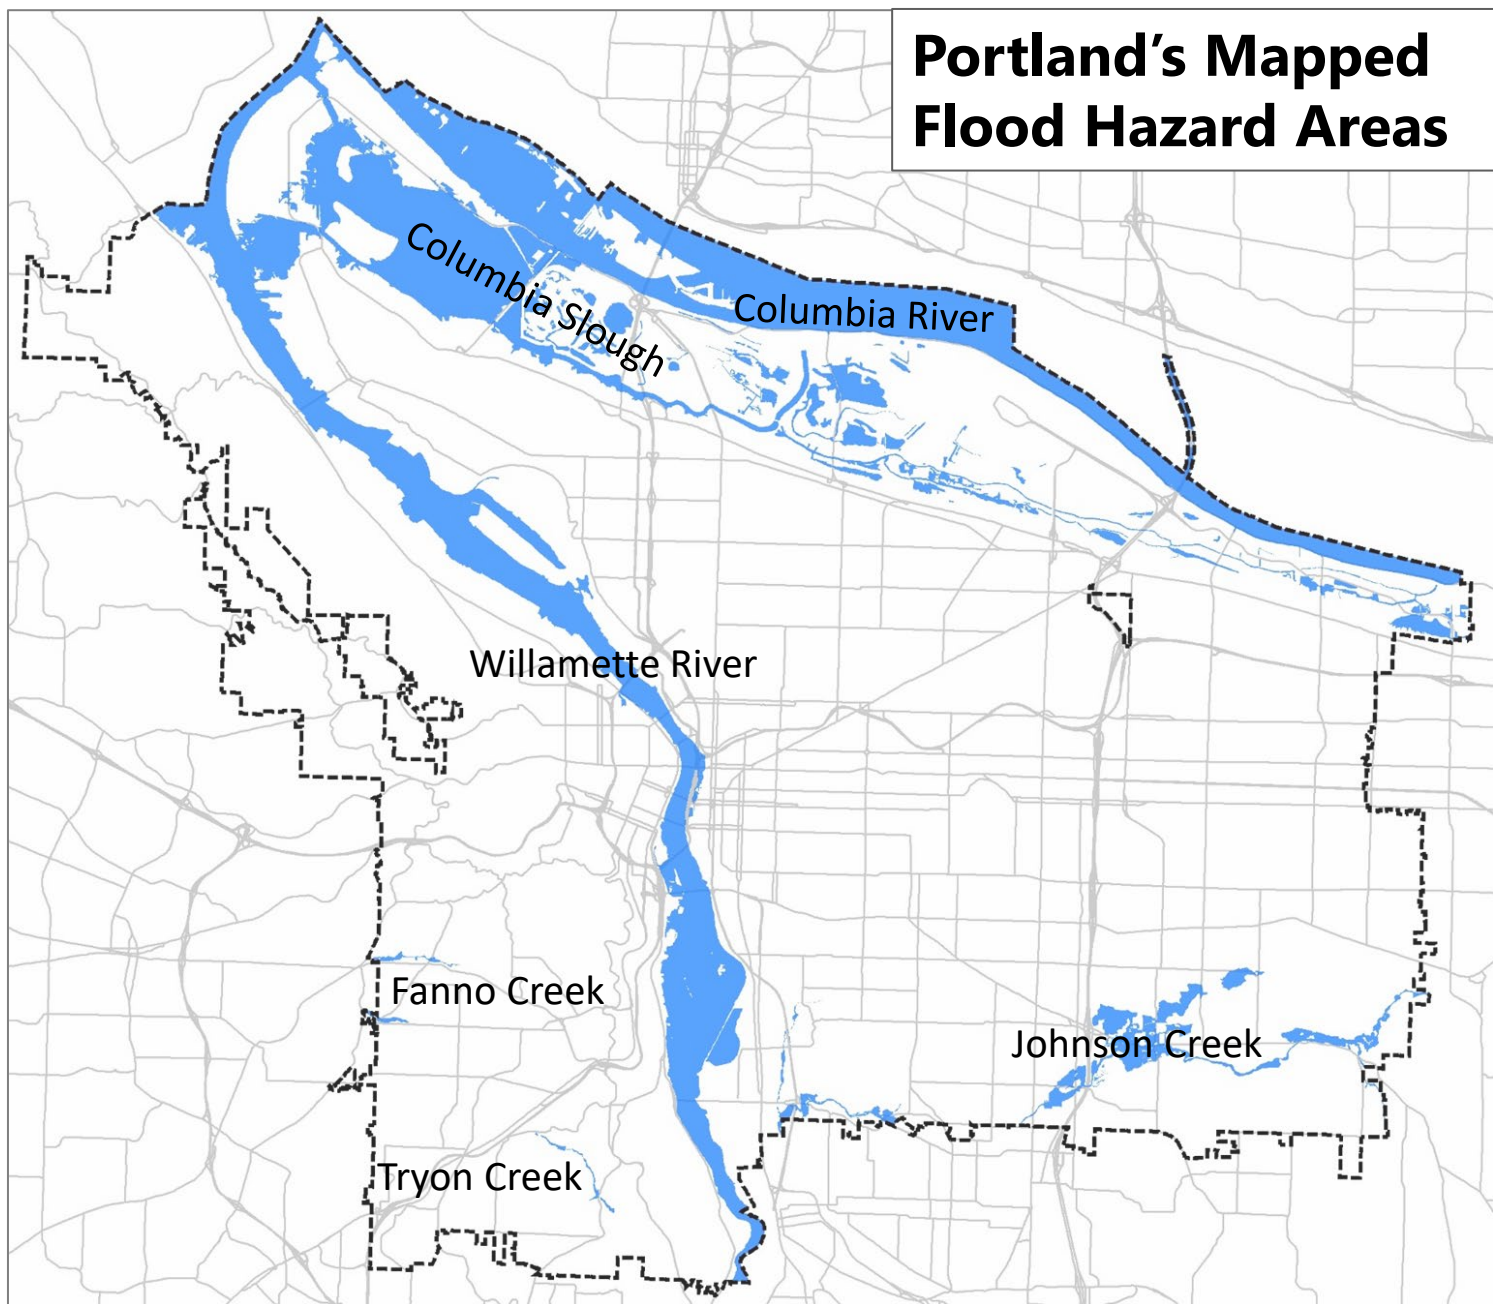 Portland’s Mapped
Flood Hazard Areas
Columbia Slough
Columbia River
Willamette River
Fanno Creek
Johnson Creek
Tryon Creek